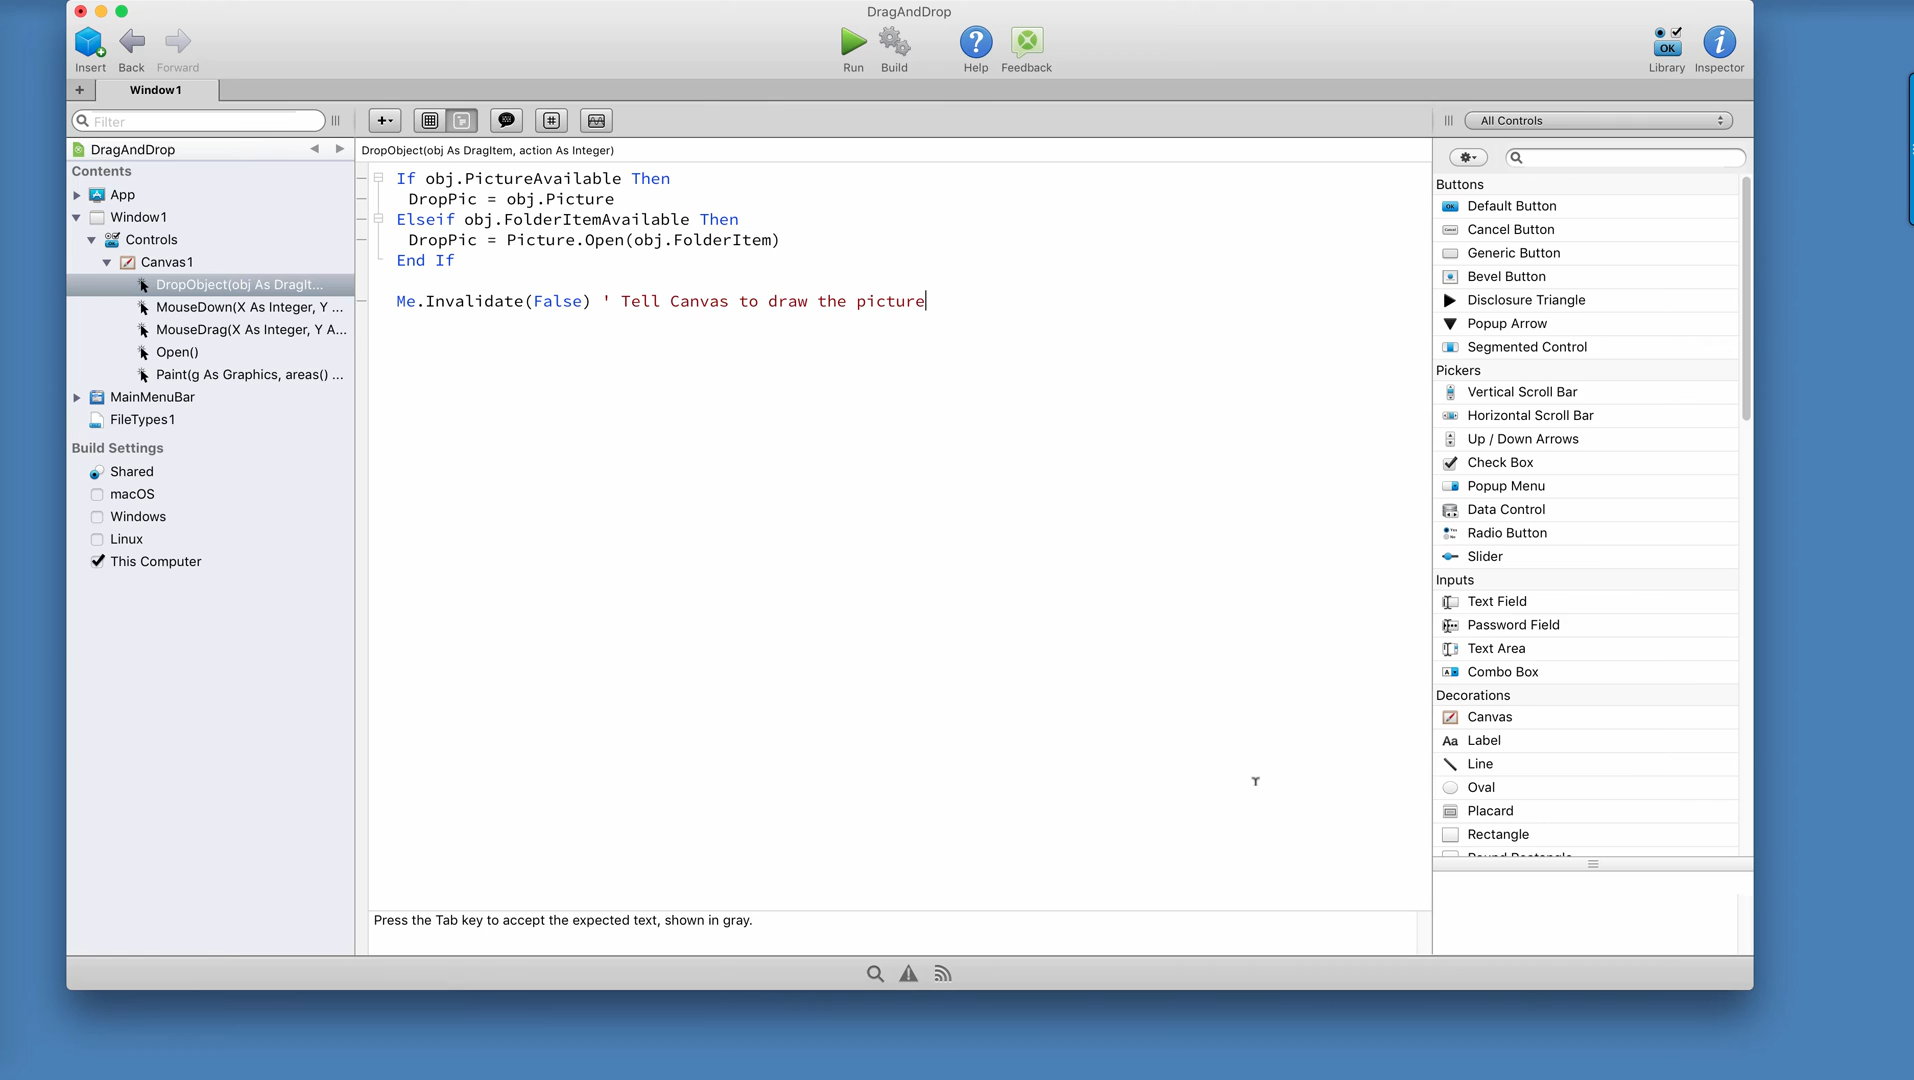 DragAndDrop
Insert
Back
Forward
Run
Build
Help
Feedback
OK
Library
Inspector
Window1
Filter
All Controls
DragAndDrop
DropObject(obj As DragItem, action As Integer)
Contents
App
Window1
Controls
Canvas1
DropObject(obj As DragIt...
MouseDown(X As Integer, Y ...
MouseDrag(X As Integer, Y A...
Open()
Paint(g As Graphics, areas() ...
MainMenuBar
FileTypes1
Build Settings
Shared
macOS
Windows
Linux
This Computer
If obj.PictureAvailable Then
DropPic = obj.Picture
Elseif obj.FolderItemAvailable Then
DropPic = Picture.Open(obj.FolderItem)
End If
Me.Invalidate(False) ' Tell Canvas to draw the picture
Press the Tab key to accept the expected text, shown in gray.
Buttons
Default Button
Cancel Button
Generic Button
Bevel Button
Disclosure Triangle
Popup Arrow
Segmented Control
Pickers
Vertical Scroll Bar
Horizontal Scroll Bar
Up / Down Arrows
Check Box
Popup Menu
Data Control
Radio Button
Slider
Inputs
Text Field
Password Field
Text Area
Combo Box
Decorations
Canvas
Aa Label
Line
Oval
Placard
Rectangle
Round Rectangle